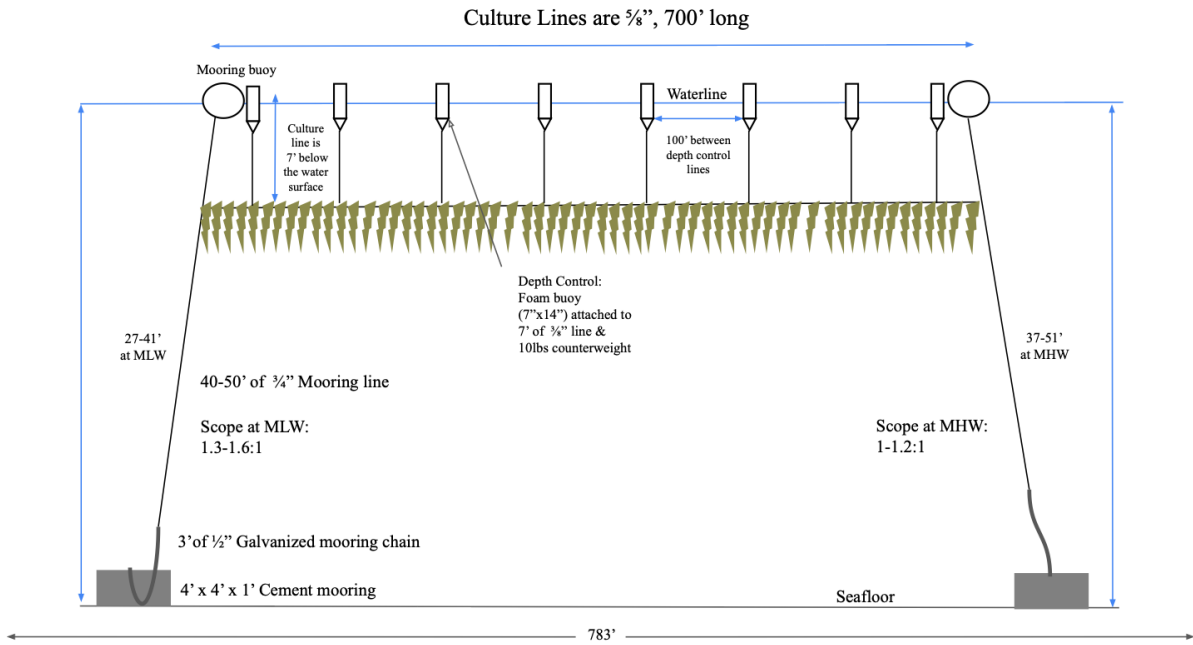 Culture Lines are ⅝”, 700’ long
Mooring buoy
Waterline
Culture
line is
7’ below
the water
surface
100’ between
depth control
lines
Depth Control:
Foam buoy
(7”x14”) attached to
7’ of ⅜” line &
10lbs counterweight
27-41’
at MLW
37-51’
at MHW
40-50’ of ¾” Mooring line
Scope at MLW:
1.3-1.6:1
Scope at MHW:
1-1.2:1
3’of ½” Galvanized mooring chain
4’ x 4’ x 1’ Cement mooring
Seafloor
783’